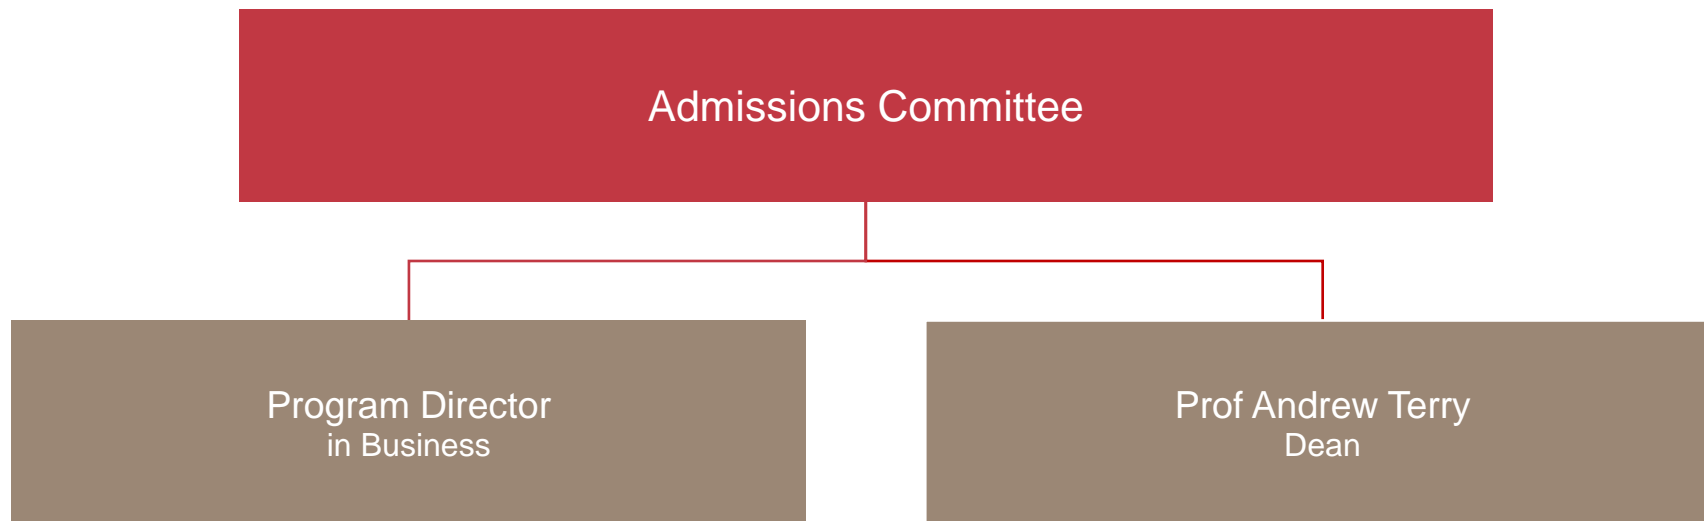 Admissions Committee
Program Director
in Business
Prof Andrew Terry
Dean